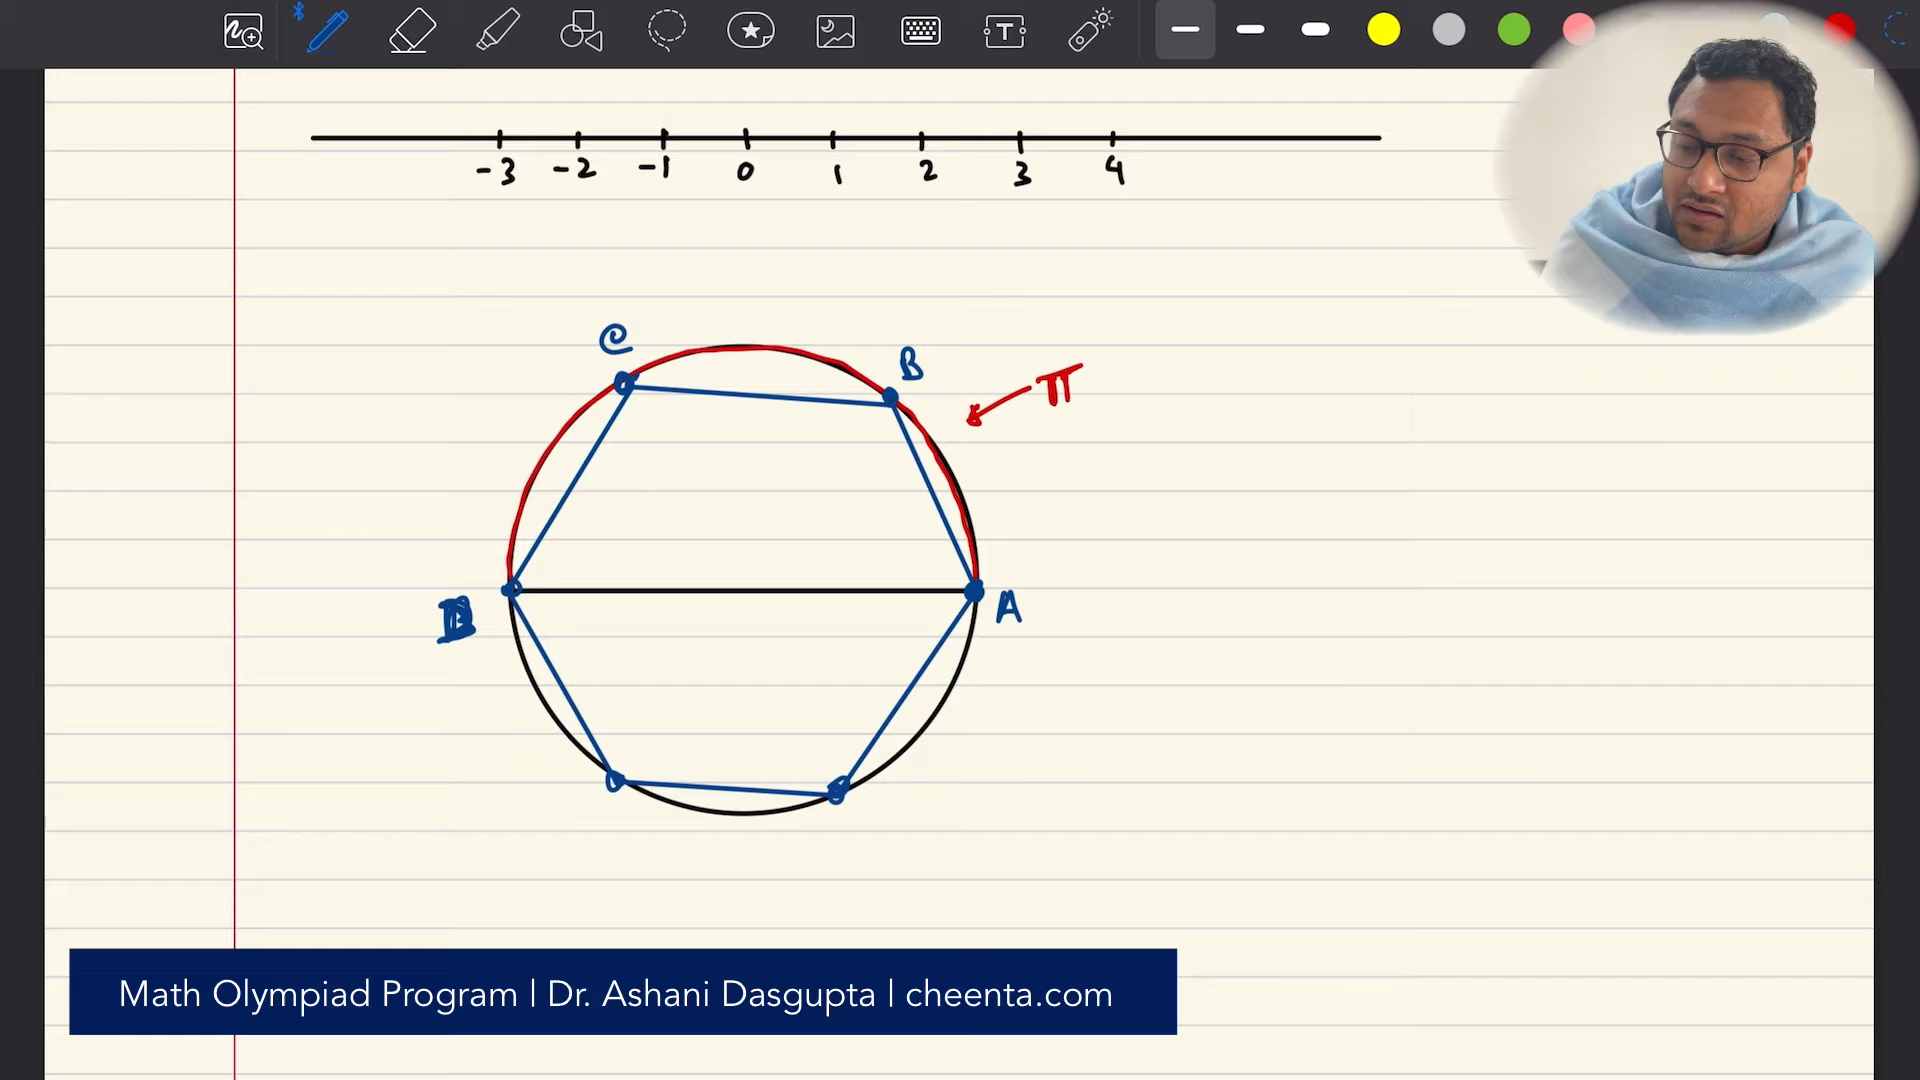 -3 -2 -1 0 1 2 3 4
C
B
π
A
Math Olympiad Program | Dr. Ashani Dasgupta | cheenta.com